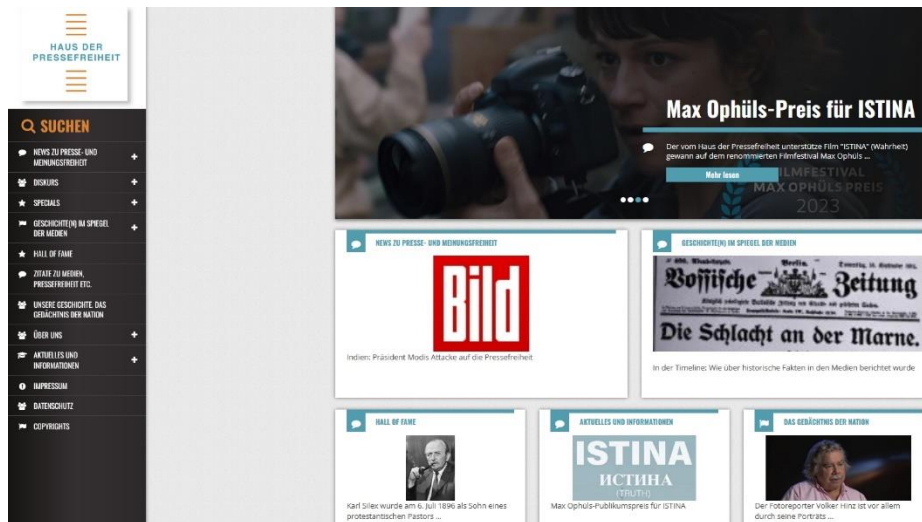 HAUS DER
PRESSEFREIHEIT
SUCHEN
NEWS ZU PRESSE- UND
MEINUNGSFREIHEIT
DISKURS
SPECIALS
GESCHICHTE(N) IM SPIEGEL
DER MEDIEN
HALL OF FAME
ZITATE ZU MEDIEN,
PRESSEFREIHEIT ETC.
UNSERE GESCHICHTE. DAS
GEDÄCHTNIS DER NATION
ÜBER UNS
AKTUELLES UND
INFORMATIONEN
IMPRESSUM
DATENSCHUTZ
COPYRIGHTS
Max Ophüls-Preis für ISTINA
Der vom Haus der Pressefreiheit unterstütze Film "ISTINA" (Wahrheit)
gewann auf dem renommierten Filmfestival Max Ophüls ...
Mehr lesen
FILMFESTIVAL
MAX OPHÜLS PREIS
2023
NEWS ZU PRESSE- UND MEINUNGSFREIHEIT
Bild
Indien: Präsident Modis Attacke auf die Pressefreiheit
GESCHICHTE(N) IM SPIEGEL DER MEDIEN
Berlin.
Vossische Zeitung
Die Schlacht an der Marne.
In der Timeline: Wie über historische Fakten in den Medien berichtet wurde
HALL OF FAME
Karl Silex wurde am 6. Juli 1896 als Sohn eines
protestantischen Pastors ...
AKTUELLES UND INFORMATIONEN
ISTINA
ИСТИНА
(TRUTH)
Max Ophüls-Publikumspreis für ISTINA
DAS GEDÄCHTNIS DER NATION
Der Fotoreporter Volker Hinz ist vor allem
durch seine Porträts ...